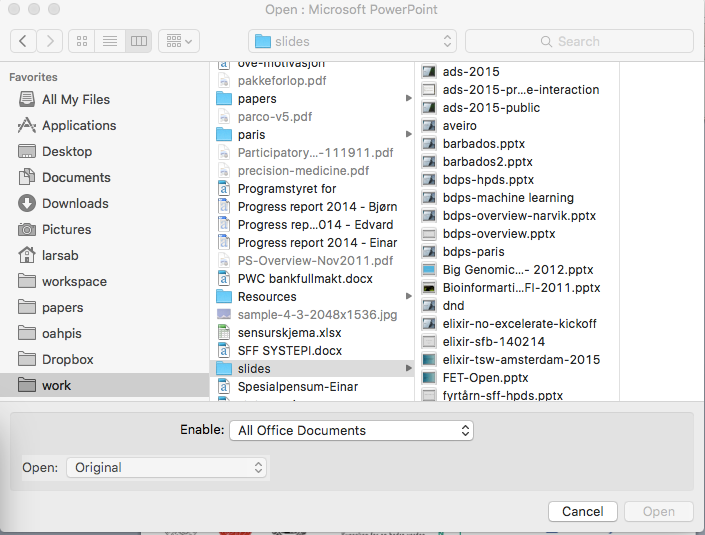 Open : Microsoft PowerPoint
slides
Search
Favorites
All My Files
Applications
Desktop
Documents
Downloads
Pictures
larsab
workspace
papers
oahpis
Dropbox
work
ove-motivasjon
pakkeforlop.pdf
papers
parco-v5.pdf
paris
Participatory...-111911.pdf
precision-medicine.pdf
Programstyret for
Progress report 2014 - Bjørn
Progress rep...014 - Edvard
Progress report 2014 - Einar
PS-Overview-Nov2011.pdf
PWC bankfullmakt.docx
Resources
sample-4-3-2048x1536.jpg
sensurskjema.xlsx
SFF SYSTEPI.docx
slides
Spesialpensum-Einar
ads-2015
ads-2015-pr...e-interaction
ads-2015-public
aveiro
barbados.pptx
barbados2.pptx
bdps-hpds.pptx
bdps-machine learning
bdps-overview-narvik.pptx
bdps-overview.pptx
bdps-paris
Big Genomic...- 2012.pptx
Bioinformarti...FI-2011.pptx
dnd
elixir-no-excelerate-kickoff
elixir-sfb-140214
elixir-tsw-amsterdam-2015
FET-Open.pptx
fyrtårn-sff-hpds.pptx
Enable: All Office Documents
Open: Original
Cancel Open